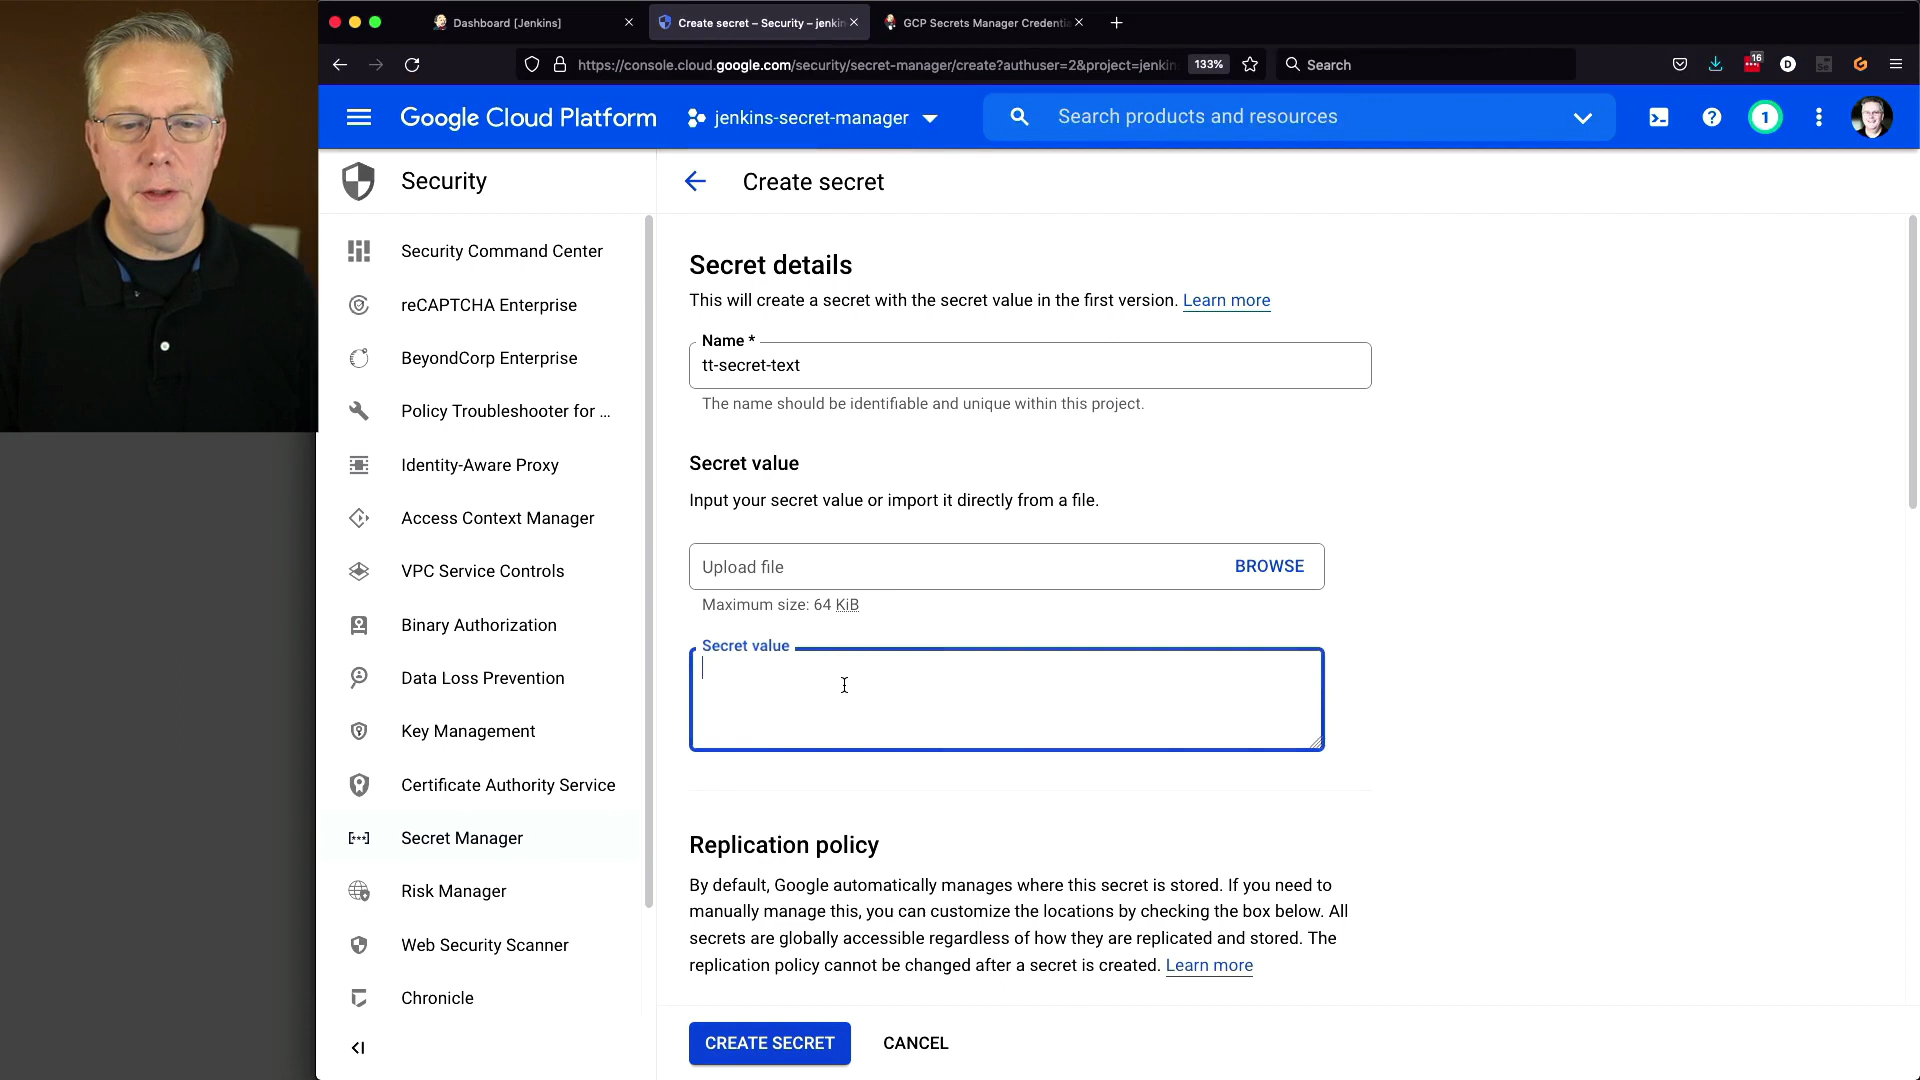 Dashboard [Jenkins]
Create secret – Security – jenkin
GCP Secrets Manager Credentia
https://console.cloud.google.com/security/secret-manager/create?authuser=2&project=jenkin
133%
Search
16
Google Cloud Platform
jenkins-secret-manager
Search products and resources
1
Security
Create secret
Security Command Center
reCAPTCHA Enterprise
BeyondCorp Enterprise
Policy Troubleshooter for ...
Identity-Aware Proxy
Access Context Manager
VPC Service Controls
Binary Authorization
Data Loss Prevention
Key Management
Certificate Authority Service
Secret Manager
Risk Manager
Web Security Scanner
Chronicle
Secret details
This will create a secret with the secret value in the first version. Learn more
Name *
tt-secret-text
The name should be identifiable and unique within this project.
Secret value
Input your secret value or import it directly from a file.
Upload file
BROWSE
Maximum size: 64 KiB
Secret value
Replication policy
By default, Google automatically manages where this secret is stored. If you need to
manually manage this, you can customize the locations by checking the box below. All
secrets are globally accessible regardless of how they are replicated and stored. The
replication policy cannot be changed after a secret is created. Learn more
CREATE SECRET
CANCEL